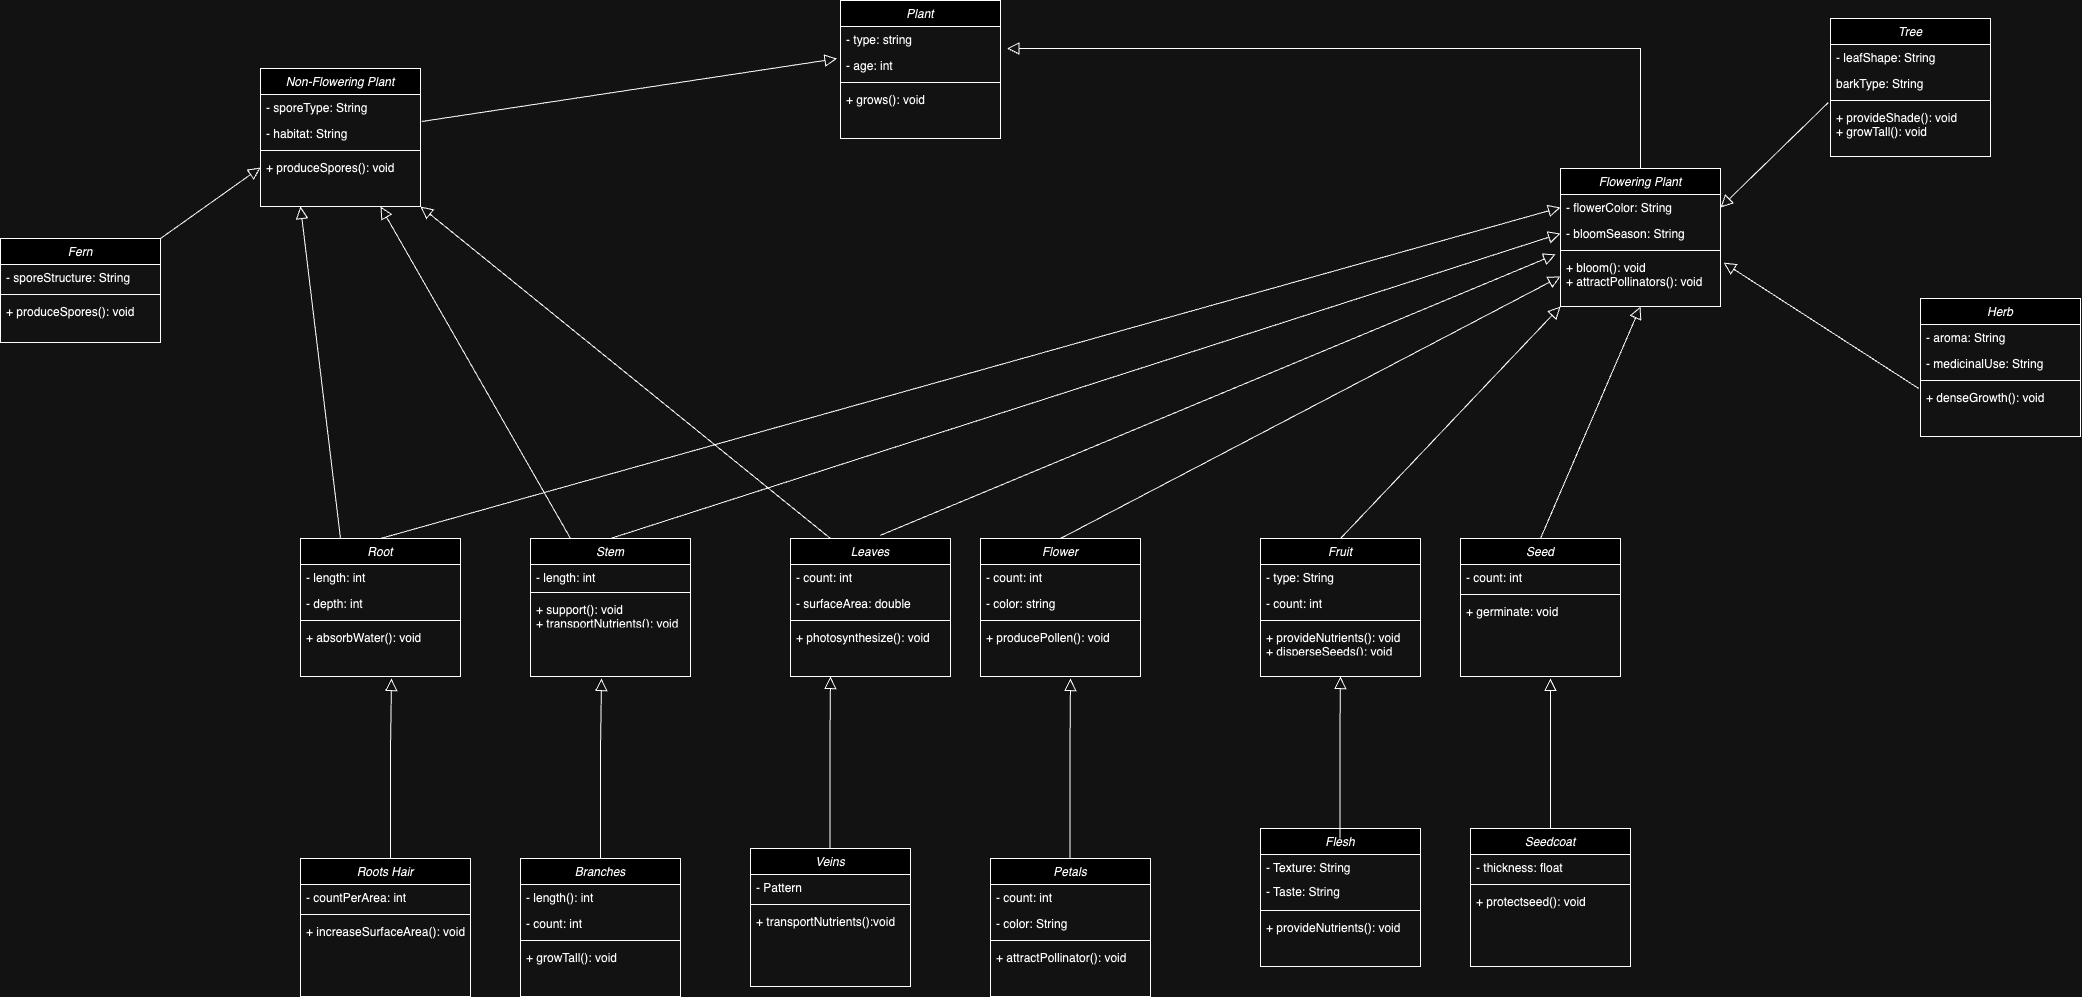 Plant
- type: string
- age: int
+ grows(): void
Tree
- leafShape: String
barkType: String
+ provideShade(): void
+ growTall(): void
Non-Flowering Plant
- sporeType: String
- habitat: String
+ produceSpores(): void
Flowering Plant
- flowerColor: String
- bloomSeason: String
+ bloom(): void
+ attractPollinators(): void
Fern
- sporeStructure: String
+ produceSpores(): void
Herb
- aroma: String
- medicinalUse: String
+ denseGrowth(): void
Root
- length: int
- depth: int
+ absorbWater(): void
Stem
- length: int
+ support(): void
+ transportNutrients(): void
Leaves
- count: int
- surfaceArea: double
+ photosynthesize(): void
Flower
- count: int
- color: string
+ producePollen(): void
Fruit
- type: String
- count: int
+ provideNutrients(): void
+ disperseSeeds(): void
Seed
- count: int
+ germinate: void
Roots Hair
- countPerArea: int
+ increaseSurfaceArea(): void
Branches
- length(): int
- count: int
+ growTall(): void
Veins
- Pattern
+ transportNutrients():void
Petals
- count: int
- color: String
+ attractPollinator(): void
Flesh
- Texture: String
- Taste: String
+ provideNutrients(): void
Seedcoat
- thickness: float
+ protectseed(): void